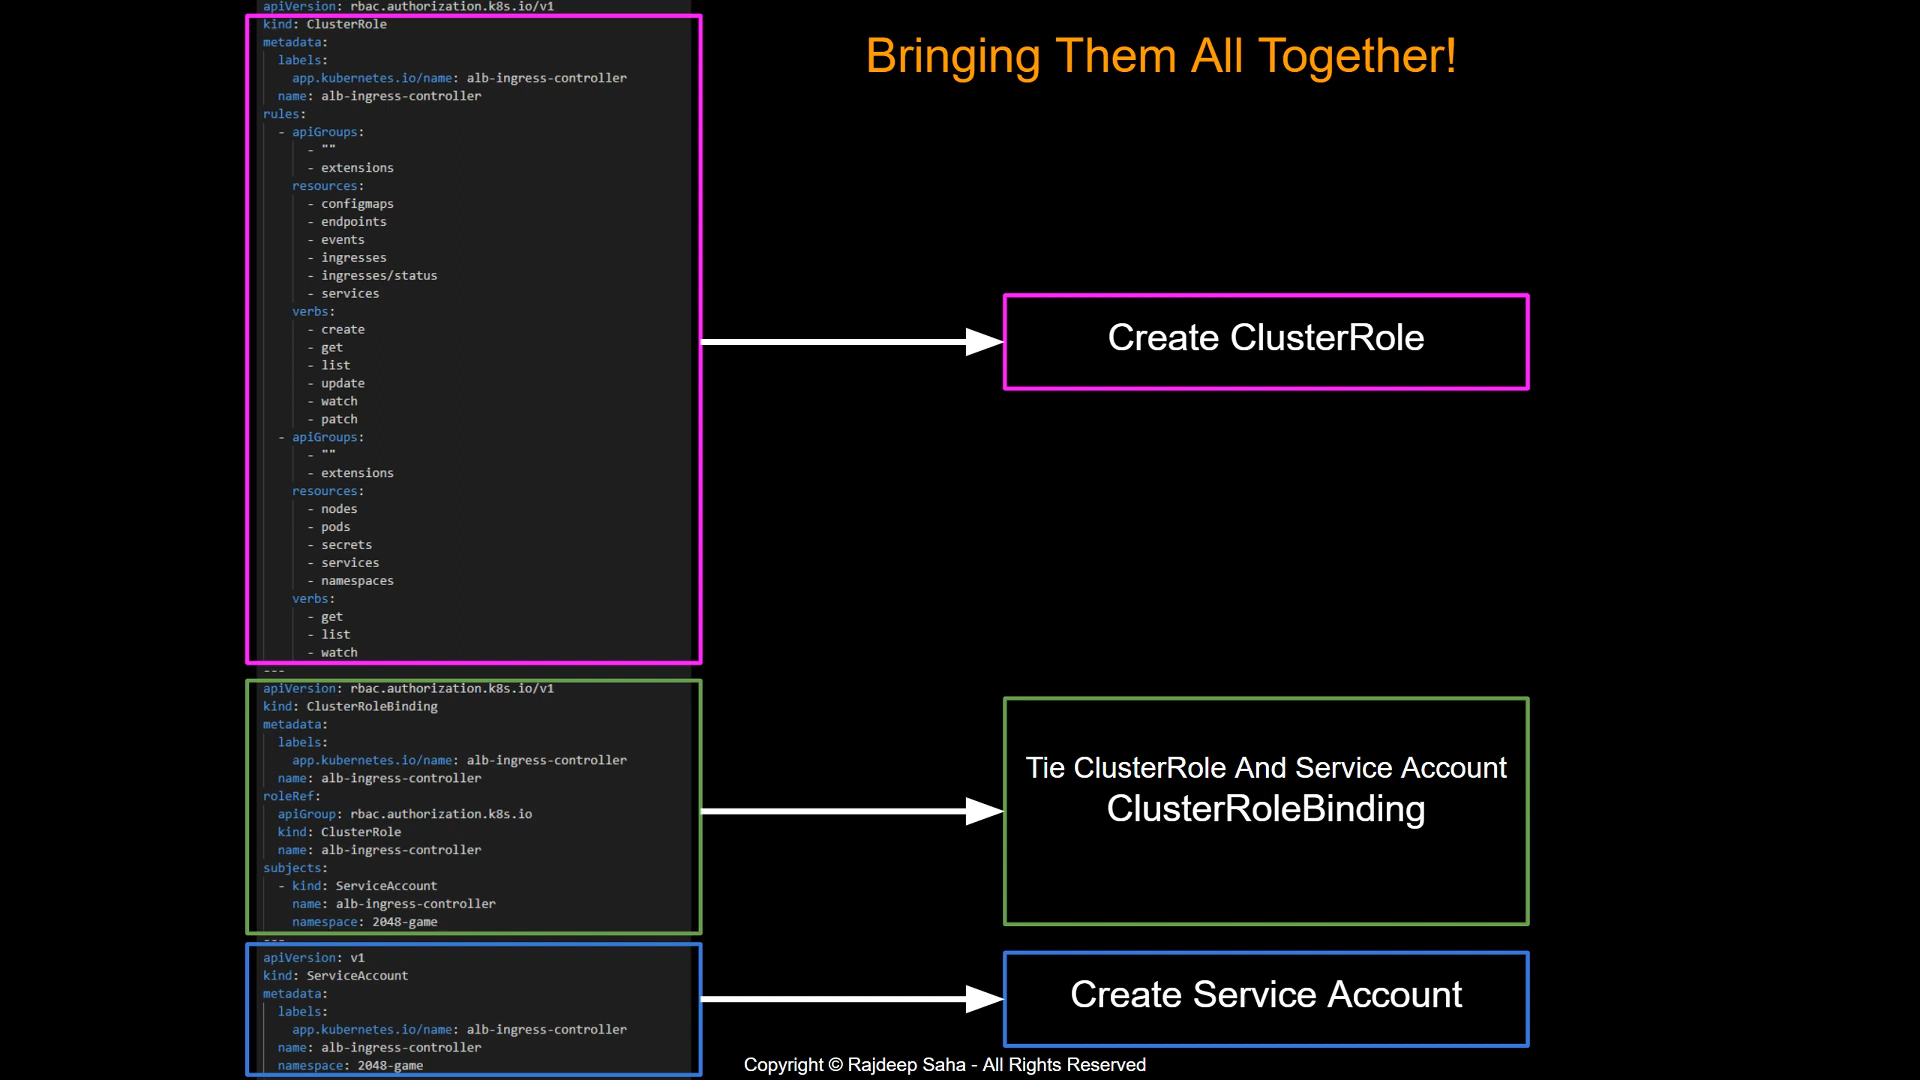 apiVersion: rbac.authorization.k8s.io/v1
kind: ClusterRole
metadata:
  labels:
    app.kubernetes.io/name: alb-ingress-controller
  name: alb-ingress-controller
rules:
  - apiGroups:
      - ""
      - extensions
    resources:
      - configmaps
      - endpoints
      - events
      - ingresses
      - ingresses/status
      - services
    verbs:
      - create
      - get
      - list
      - update
      - watch
      - patch
  - apiGroups:
      - ""
      - extensions
    resources:
      - nodes
      - pods
      - secrets
      - services
      - namespaces
    verbs:
      - get
      - list
      - watch
---
apiVersion: rbac.authorization.k8s.io/v1
kind: ClusterRoleBinding
metadata:
  labels:
    app.kubernetes.io/name: alb-ingress-controller
  name: alb-ingress-controller
roleRef:
  apiGroup: rbac.authorization.k8s.io
  kind: ClusterRole
  name: alb-ingress-controller
subjects:
  - kind: ServiceAccount
    name: alb-ingress-controller
    namespace: 2048-game
---
apiVersion: v1
kind: ServiceAccount
metadata:
  labels:
    app.kubernetes.io/name: alb-ingress-controller
  name: alb-ingress-controller
  namespace: 2048-game
Bringing Them All Together!
Create ClusterRole
Tie ClusterRole And Service Account
ClusterRoleBinding
Create Service Account
Copyright © Rajdeep Saha - All Rights Reserved